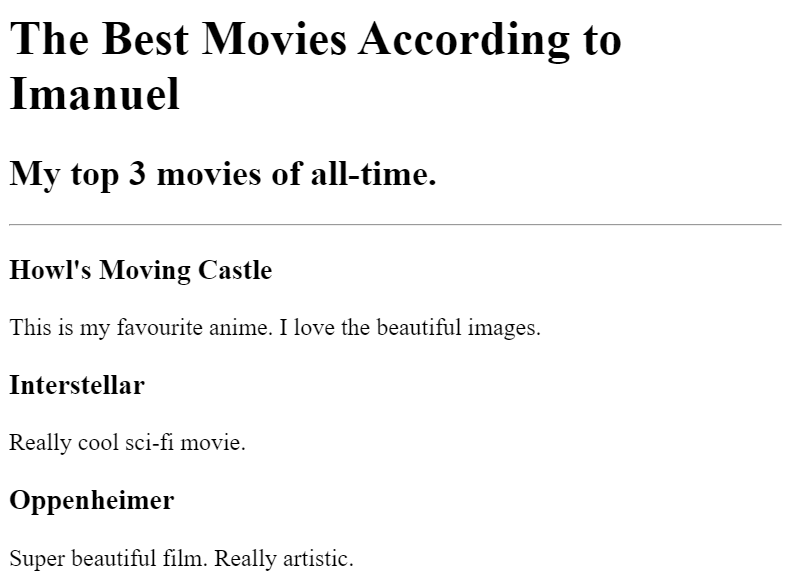 The Best Movies According to
Imanuel
My top 3 movies of all-time.
Howl's Moving Castle
This is my favourite anime. I love the beautiful images.
Interstellar
Really cool sci-fi movie.
Oppenheimer
Super beautiful film. Really artistic.